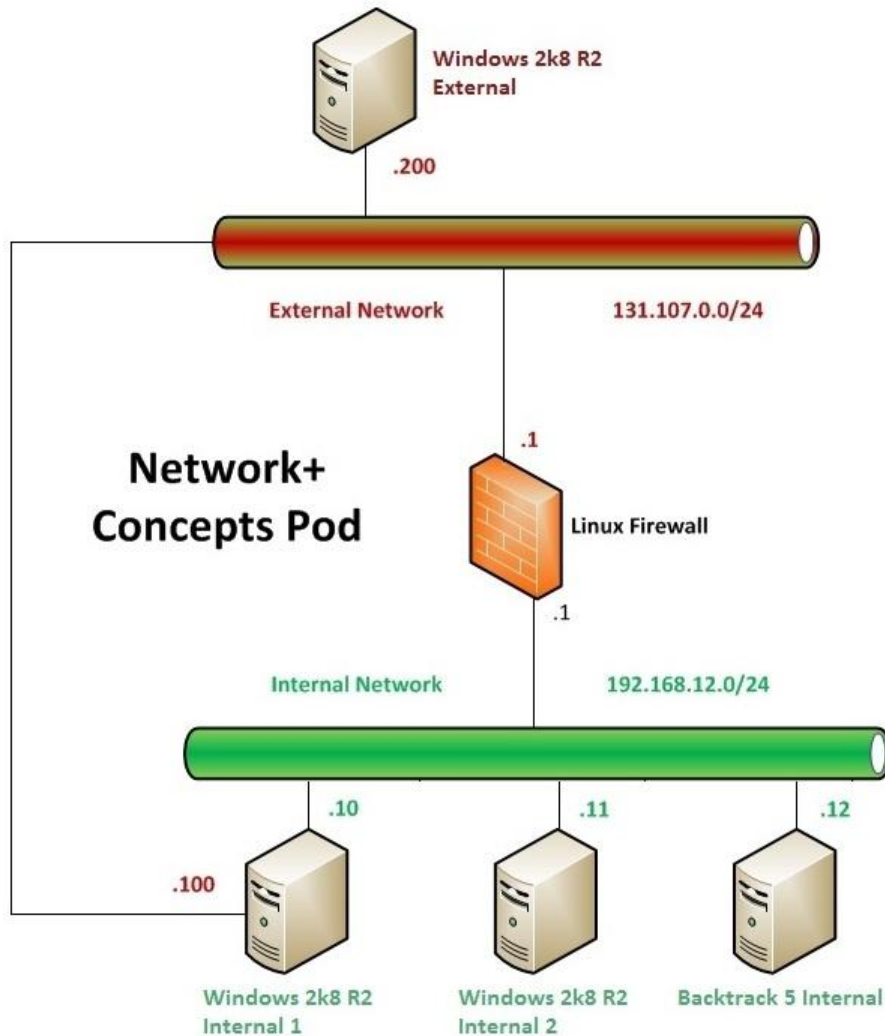 Windows 2k8 R2
External
.200
External Network 131.107.0.0/24
.1
Network+
Concepts Pod
Linux Firewall
.1
Internal Network 192.168.12.0/24
.10 .11 .12
.100
Windows 2k8 R2
Internal 1
Windows 2k8 R2
Internal 2
Backtrack 5 Internal